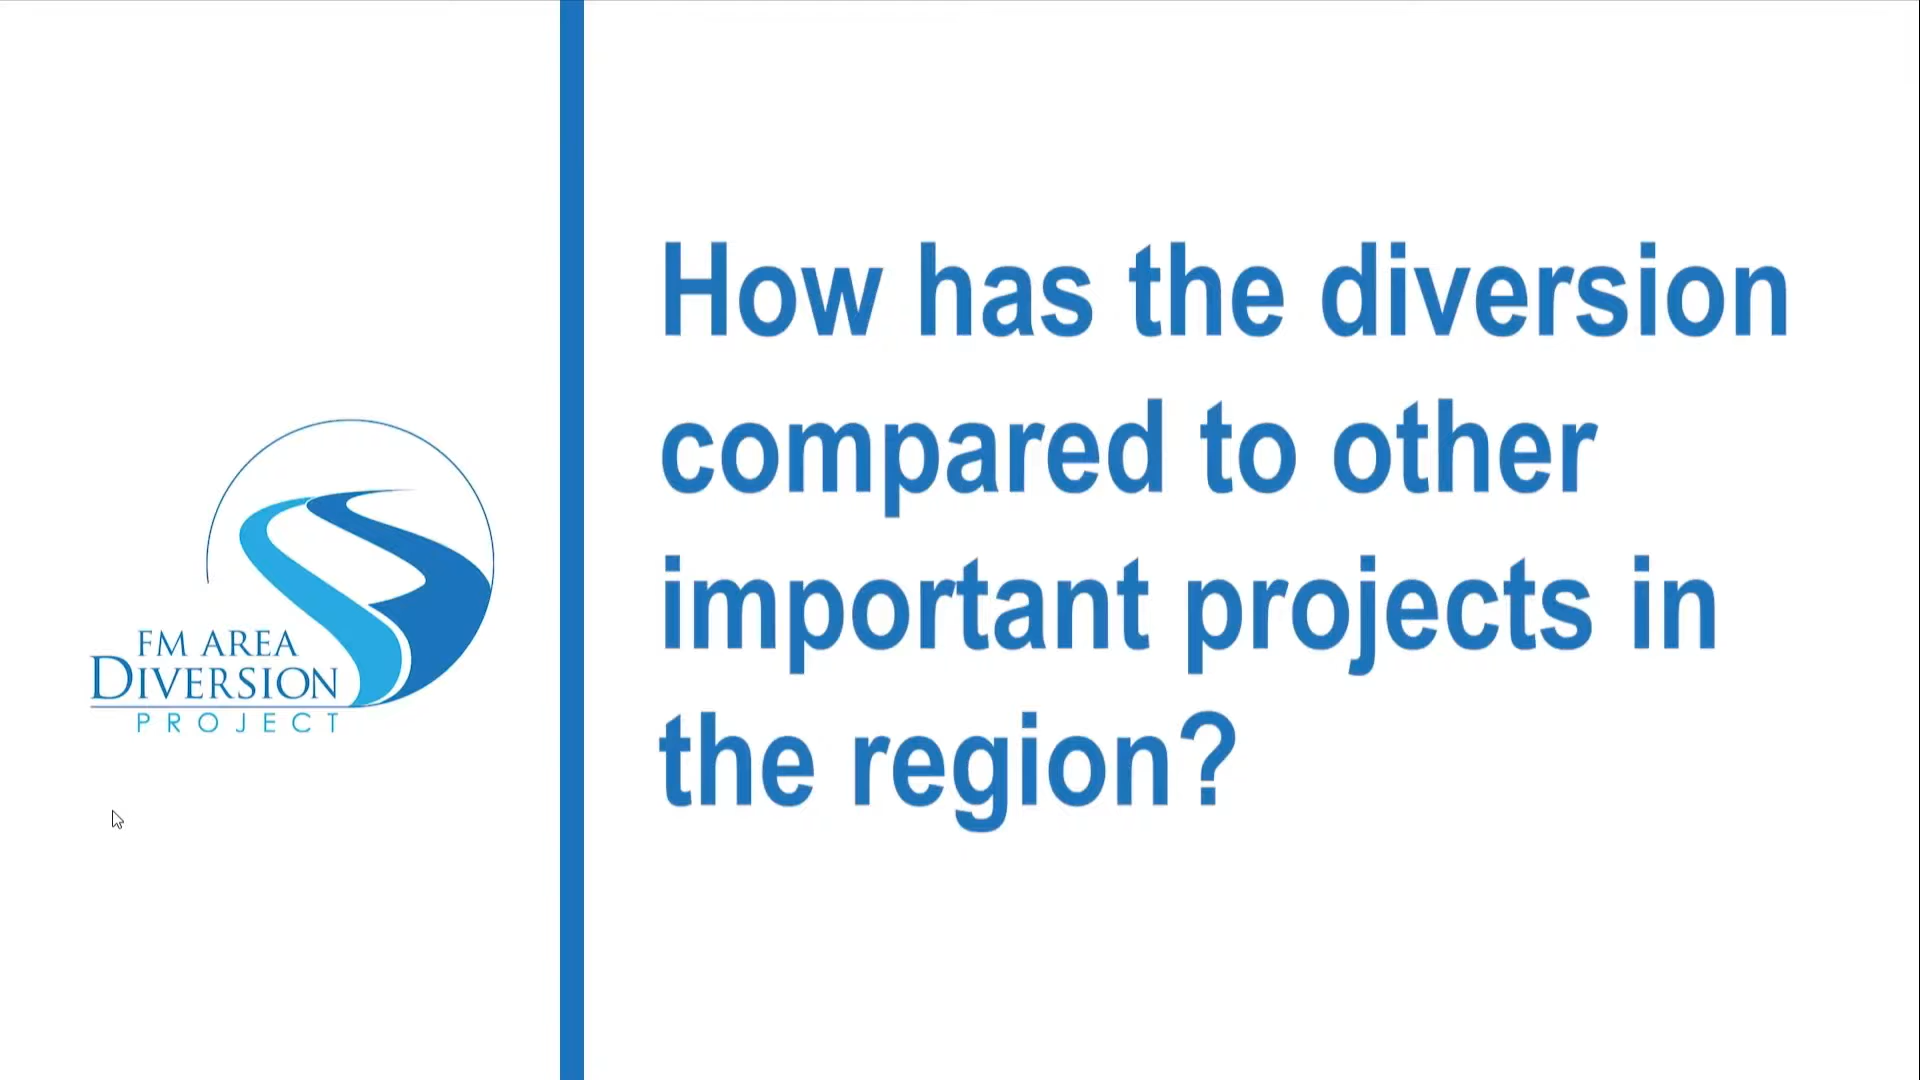 FM AREA
DIVERSION
PROJECT
How has the diversion
compared to other
important projects in
the region?